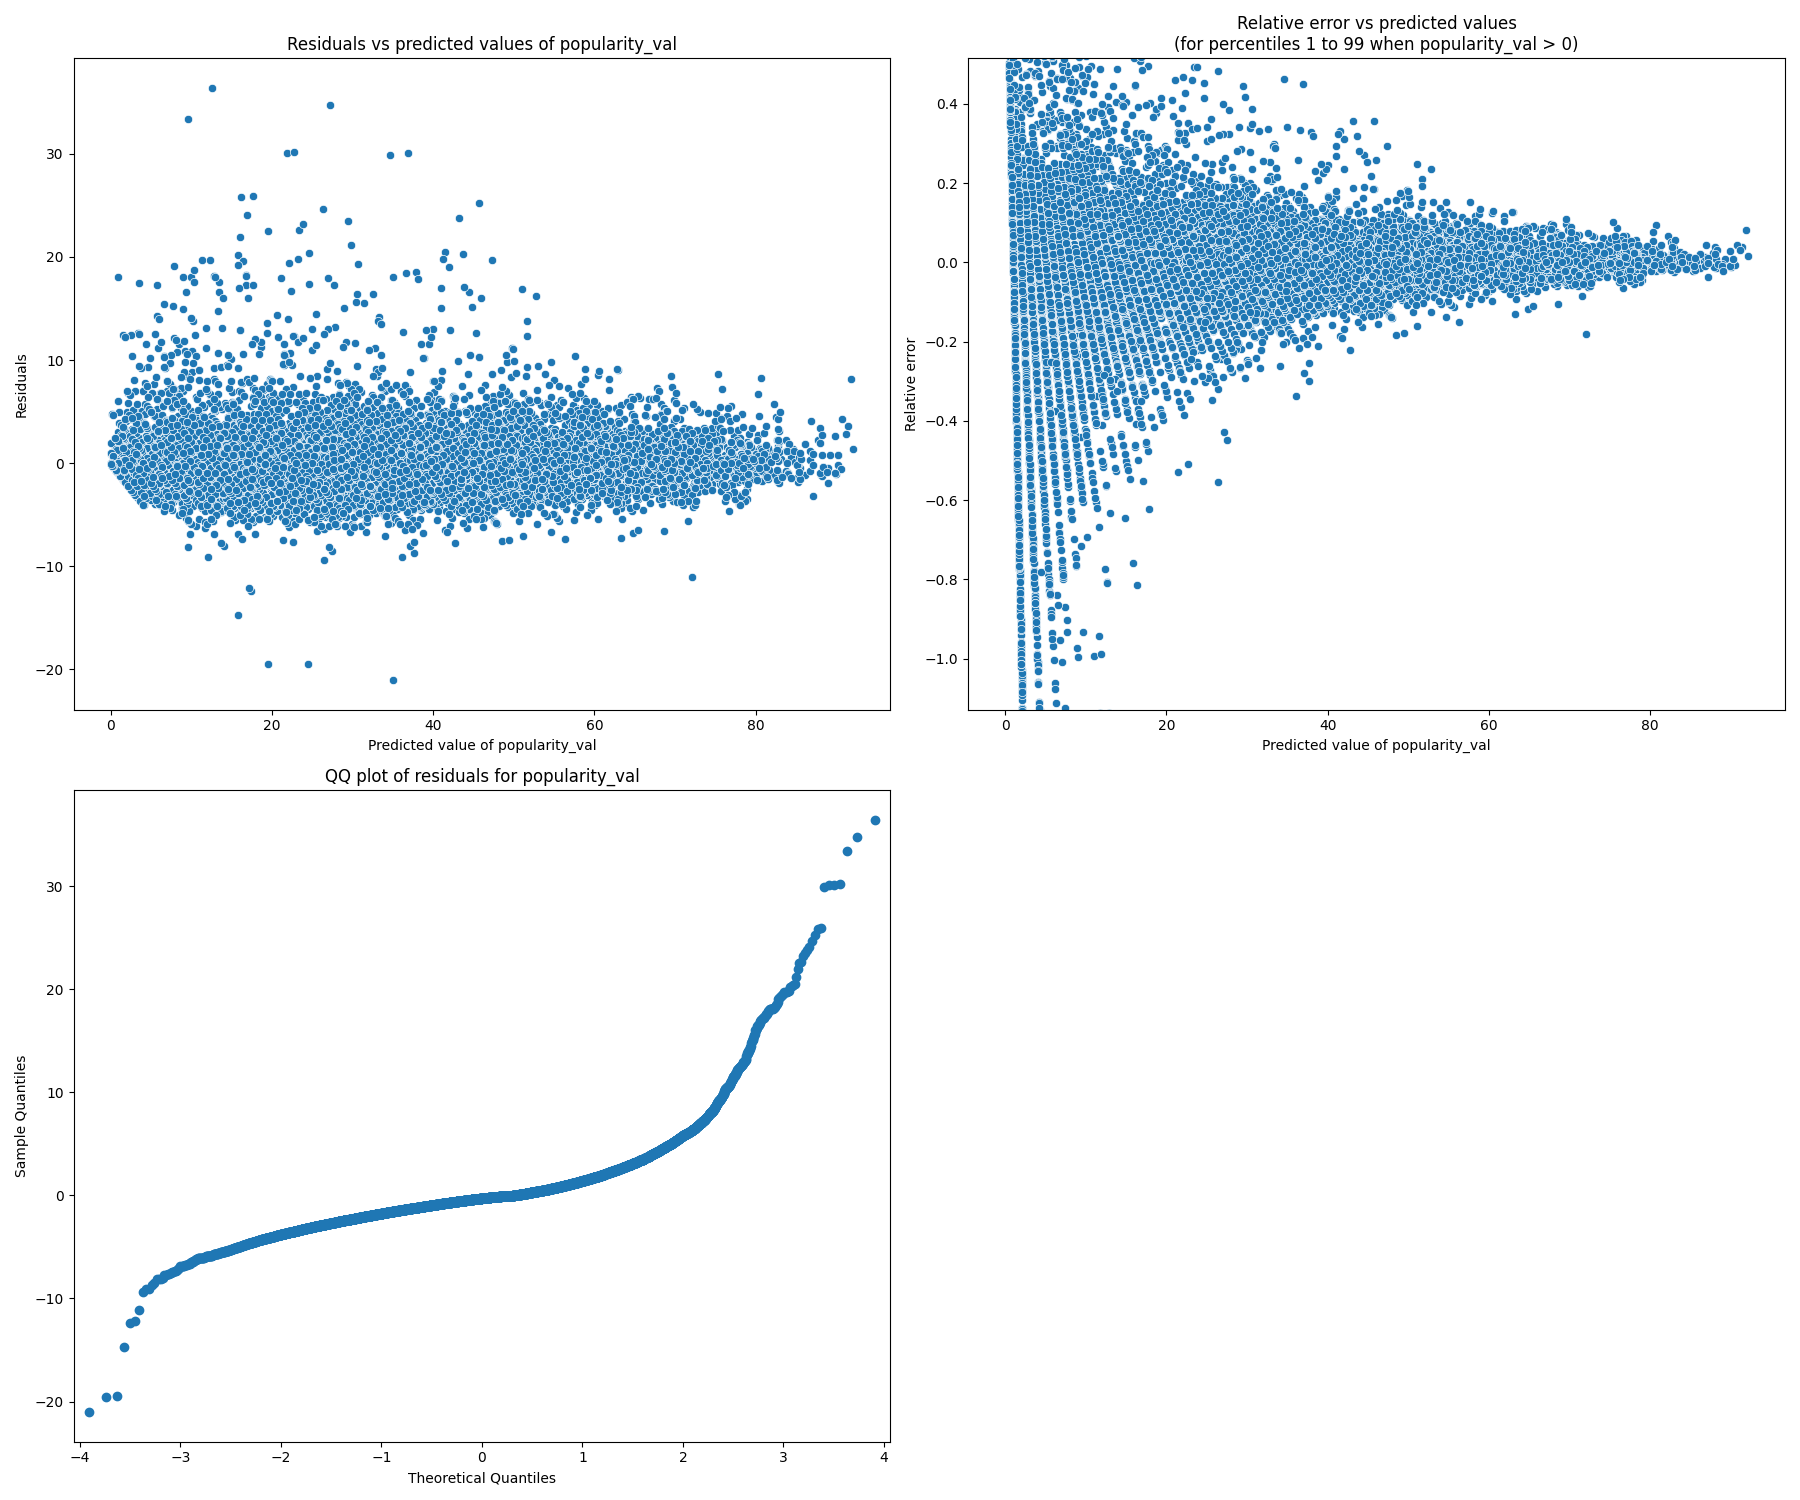 Residuals vs predicted values of popularity_val
30
20
10
0
−10
−20
Residuals
0 20 40 60 80
Predicted value of popularity_val
Relative error vs predicted values
(for percentiles 1 to 99 when popularity_val > 0)
0.4
0.2
0.0
−0.2
−0.4
−0.6
−0.8
−1.0
Relative error
0 20 40 60 80
Predicted value of popularity_val
QQ plot of residuals for popularity_val
30
20
10
0
−10
−20
Sample Quantiles
−4 −3 −2 −1 0 1 2 3 4
Theoretical Quantiles